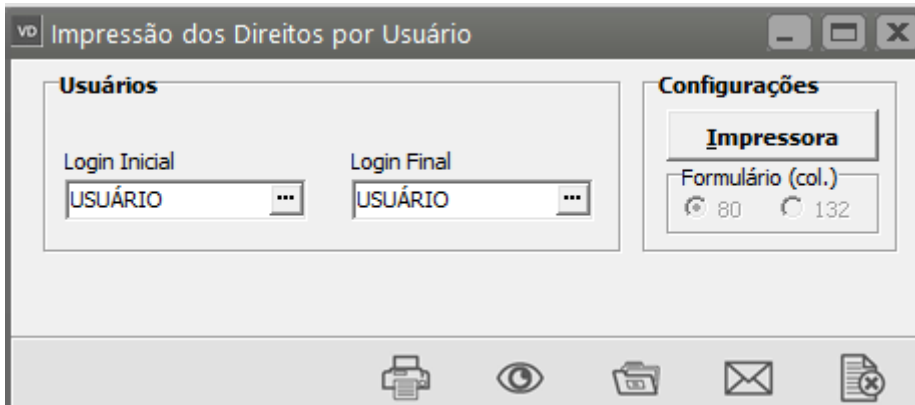 VD Impressão dos Direitos por Usuário
Usuários
Login Inicial
USUÁRIO ...
Login Final
USUÁRIO ...
Configurações
Impressora
Formulário (col.)
80 132